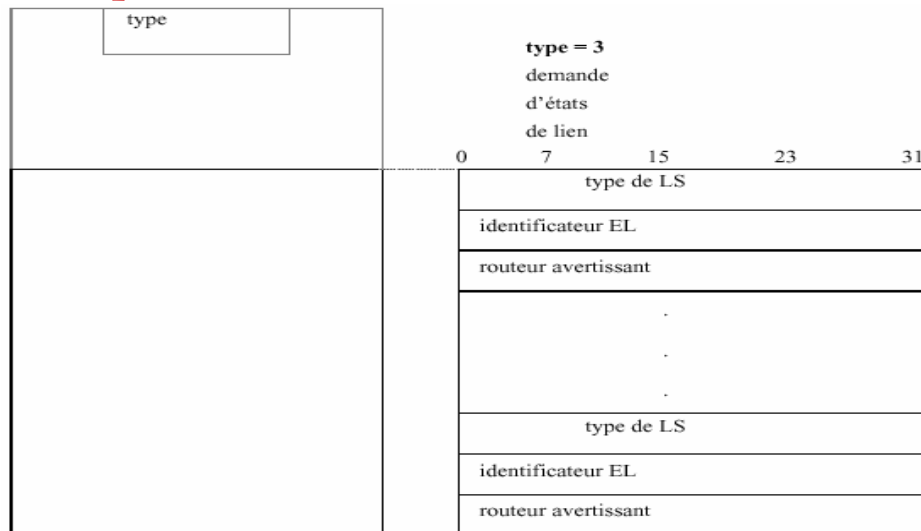 type
type = 3
demande
d'états
de lien
0 7 15 23 31
type de LS
identificateur EL
routeur avertissant
.
.
.
type de LS
identificateur EL
routeur avertissant